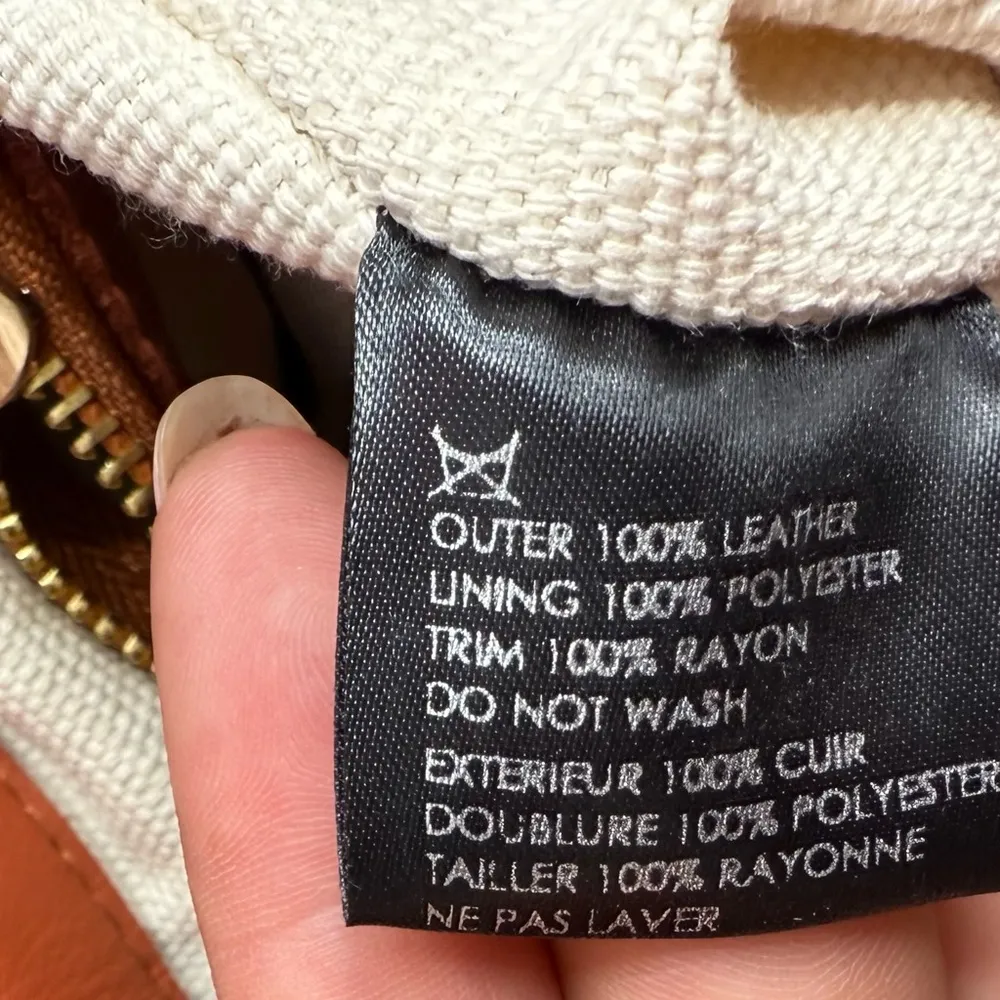 OUTER 100% LEATHER
LINING 100% POLYESTER
TRIM 100% RAYON
DO NOT WASH
EXTERIEUR 100% CUIR
DOUBLURE 100% POLYESTER
TAILLER 100% RAYONNE
NE PAS LAVER